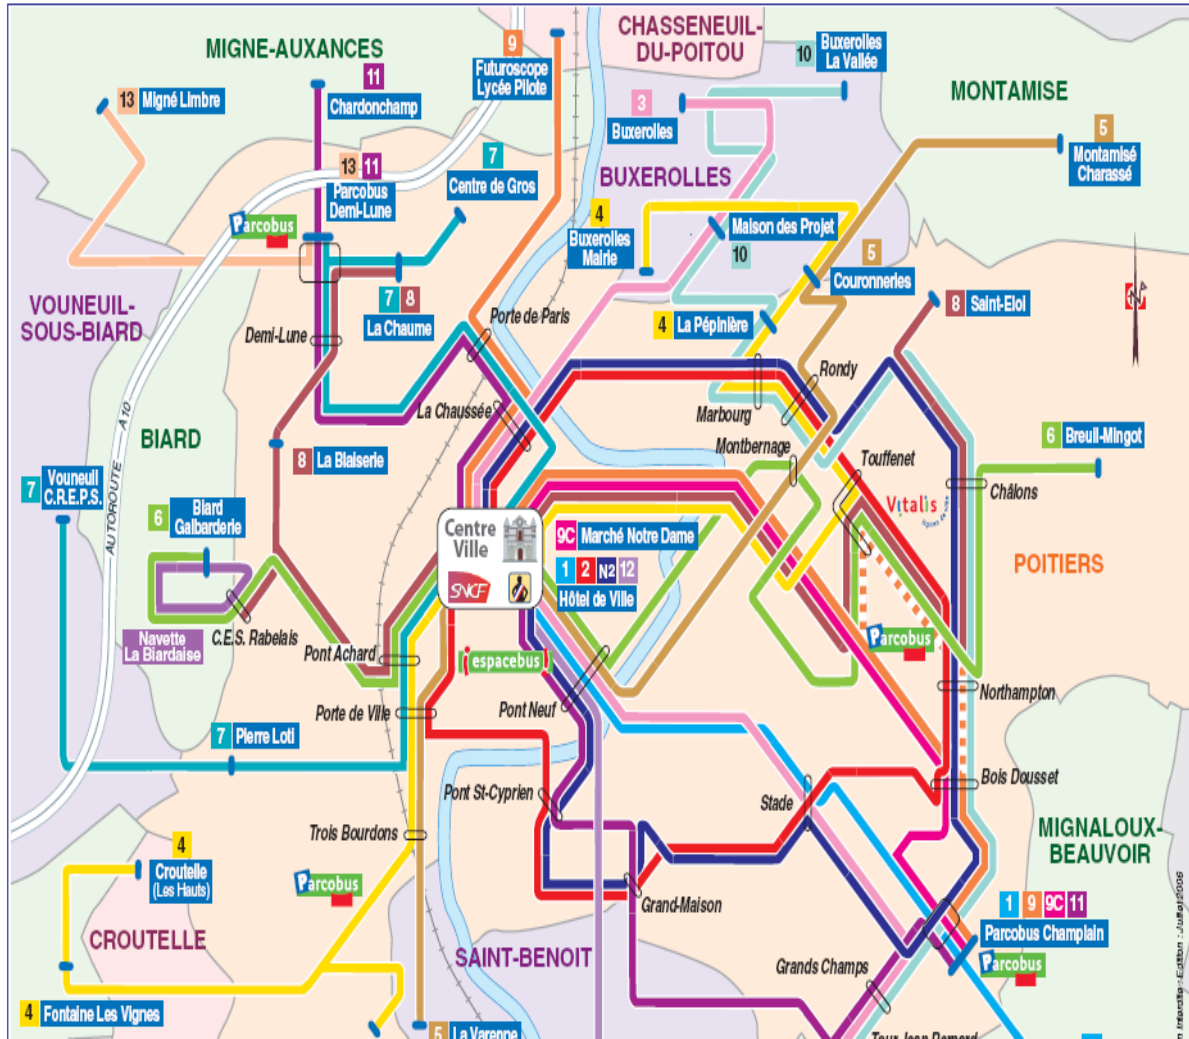 MIGNE-AUXANCES
CHASSENEUIL-
DU-POITOU
MONTAMISE
BUXEROLLES
9
Futuroscope
Lycée Pilote
10
Buxerolles
La Vallée
11
Chardonchamp
13 Migné Limbre
3
Buxerolles
5
Montamisé
Charassé
13 11
Parcobus
Demi-Lune
7
Centre de Gros
Parcobus
4
Buxerolles
Mairie
Maison des Projet
10
5
Couronneries
VOUNEUIL-
SOUS-BIARD
7 8
La Chaume
4 La Pépinière
8 Saint-Eloi
Demi-Lune
Porte de Paris
Rondy
La Chaussée
Marbourg
Montbernage
Touffenet
BIARD
AUTOROUTE A 10
8 La Blaiserie
6 Breuil-Mingot
7
Vouneuil
C.R.E.P.S.
6
Biard
Galbarderie
Châlons
Vitalis
Centre
Ville
SNCF
9C Marché Notre Dame
1 2 N2 12
Hôtel de Ville
POITIERS
Navette
La Biardaise
C.E.S. Rabelais
Pont Achard
i espacebus
Parcobus
Porte de Ville
Pont Neuf
Northampton
7 Pierre Loti
Bois Dousset
Pont St-Cyprien
Stade
Trois Bourdons
MIGNALOUX-
BEAUVOIR
4
Croutelle
(Les Hauts)
Parcobus
Grand-Maison
CROUTELLE
SAINT-BENOIT
1 9 9C 11
Parcobus Champlain
Parcobus
Grands Champs
4 Fontaine Les Vignes
5 La Varenne